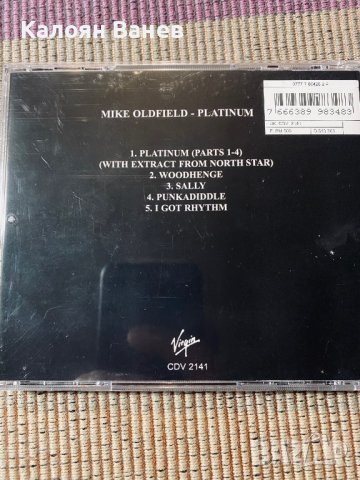 Калоян Ванев
MIKE OLDFIELD - PLATINUM
1. PLATINUM (PARTS 1-4)
(WITH EXTRACT FROM NORTH STAR)
2. WOODHENGE
3. SALLY
4. PUNKADIDDLE
5. I GOT RHYTHM
7 666389 983483
Virgin
CDV 2141